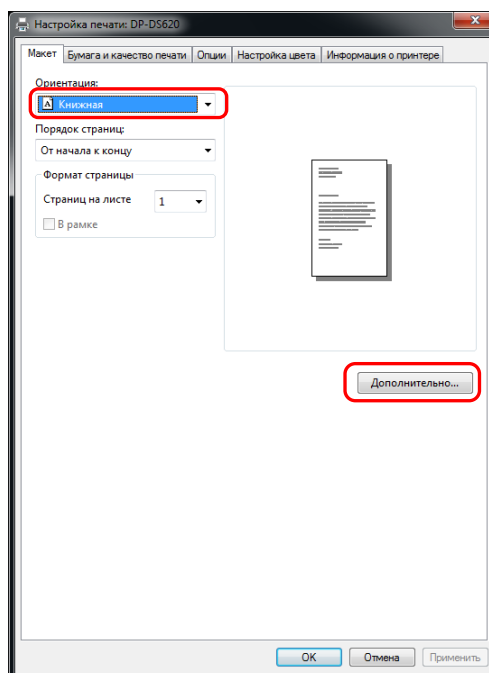 Настройка печати: DP-DS620
Макет Бумага и качество печати Опции Настройка цвета Информация о принтере
Ориентация:
A Книжная
Порядок страниц:
От начала к концу
Формат страницы
Страниц на листе 1
В рамке
Дополнительно...
OK Отмена Применить